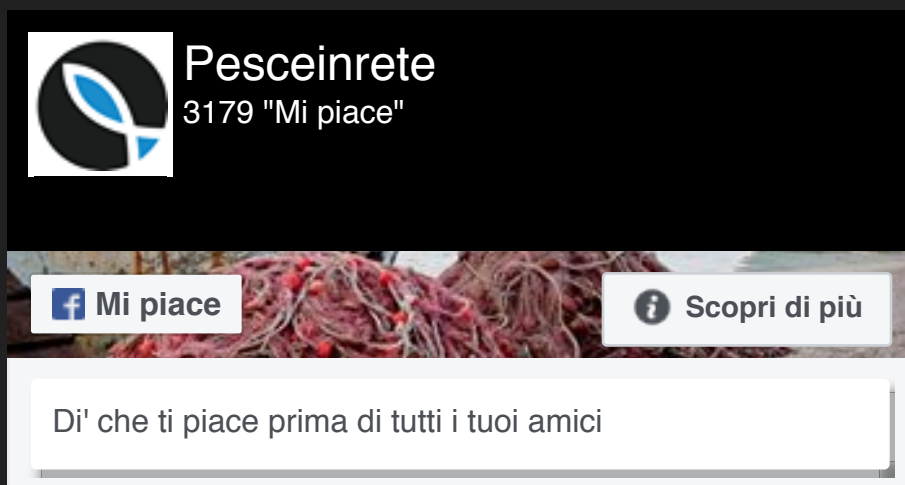 Pesceinrete
3179 "Mi piace"
Mi piace
Scopri di più
Di' che ti piace prima di tutti i tuoi amici